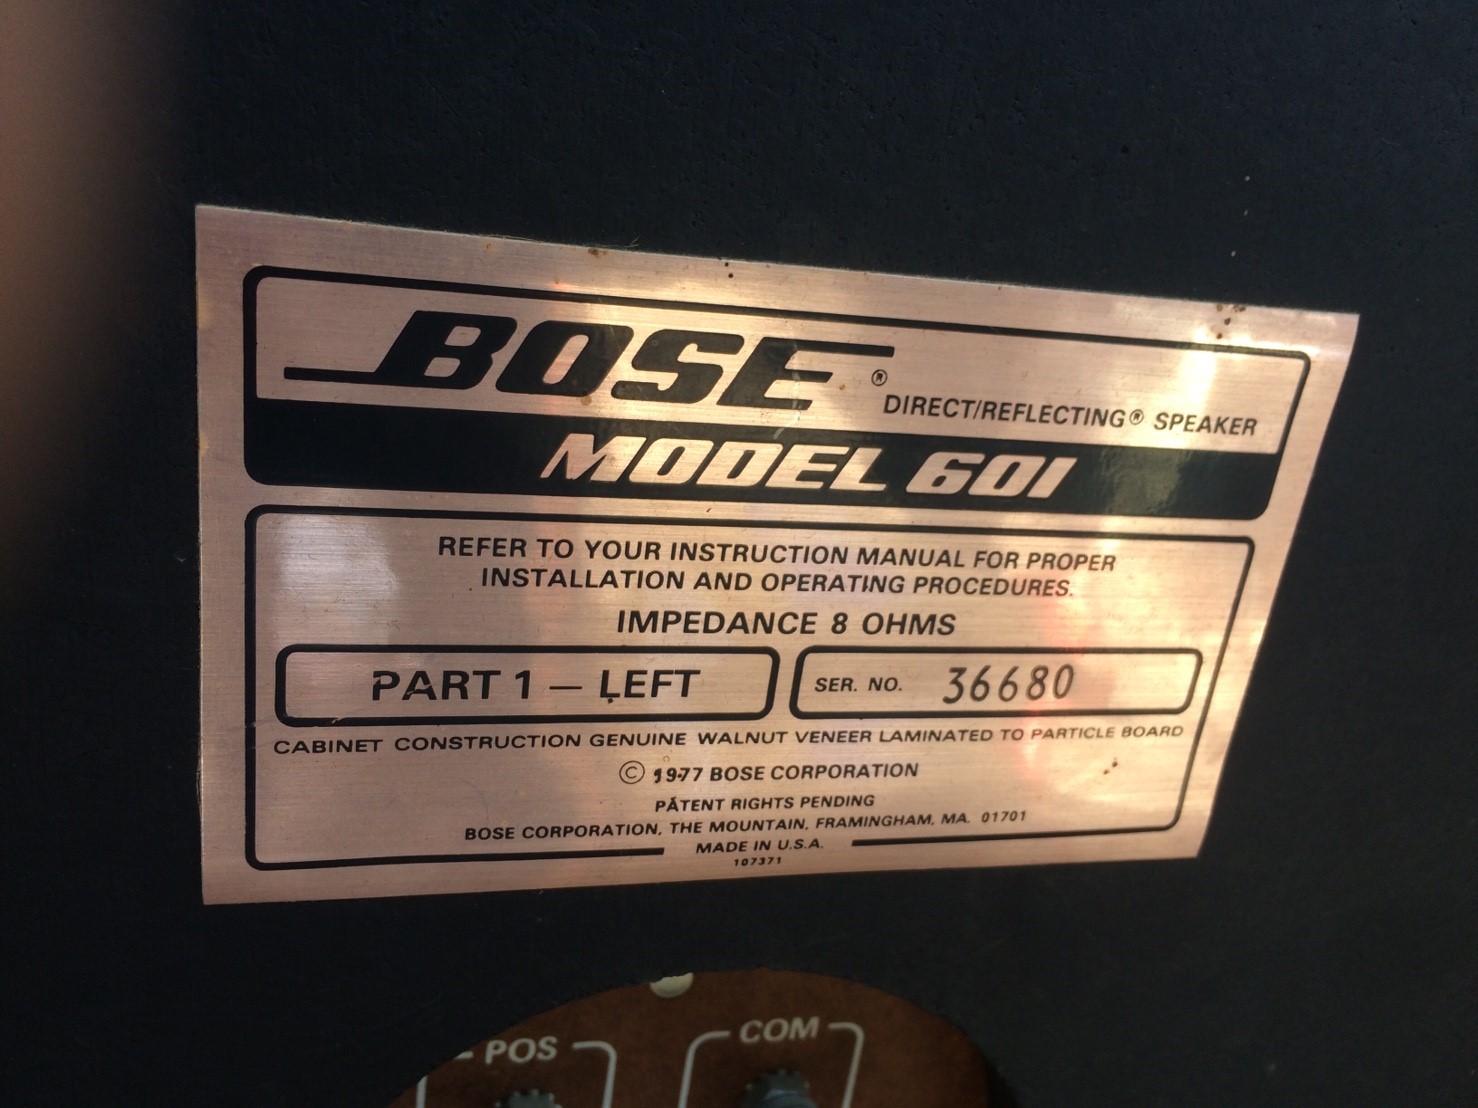 BOSE®
DIRECT/REFLECTING® SPEAKER
MODEL 601
REFER TO YOUR INSTRUCTION MANUAL FOR PROPER
INSTALLATION AND OPERATING PROCEDURES.
IMPEDANCE 8 OHMS
PART 1 — LEFT
SER. NO. 36680
CABINET CONSTRUCTION GENUINE WALNUT VENEER LAMINATED TO PARTICLE BOARD
© 1977 BOSE CORPORATION
PATENT RIGHTS PENDING
BOSE CORPORATION, THE MOUNTAIN, FRAMINGHAM, MA. 01701
MADE IN U.S.A.
107371
POS
COM